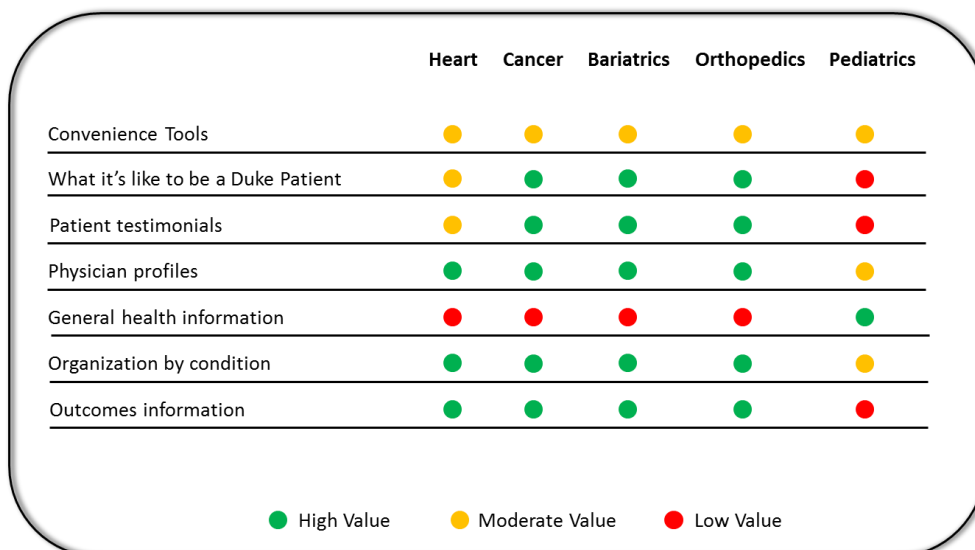 Heart Cancer Bariatrics Orthopedics Pediatrics
Convenience Tools
What it’s like to be a Duke Patient
Patient testimonials
Physician profiles
General health information
Organization by condition
Outcomes information
High Value Moderate Value Low Value